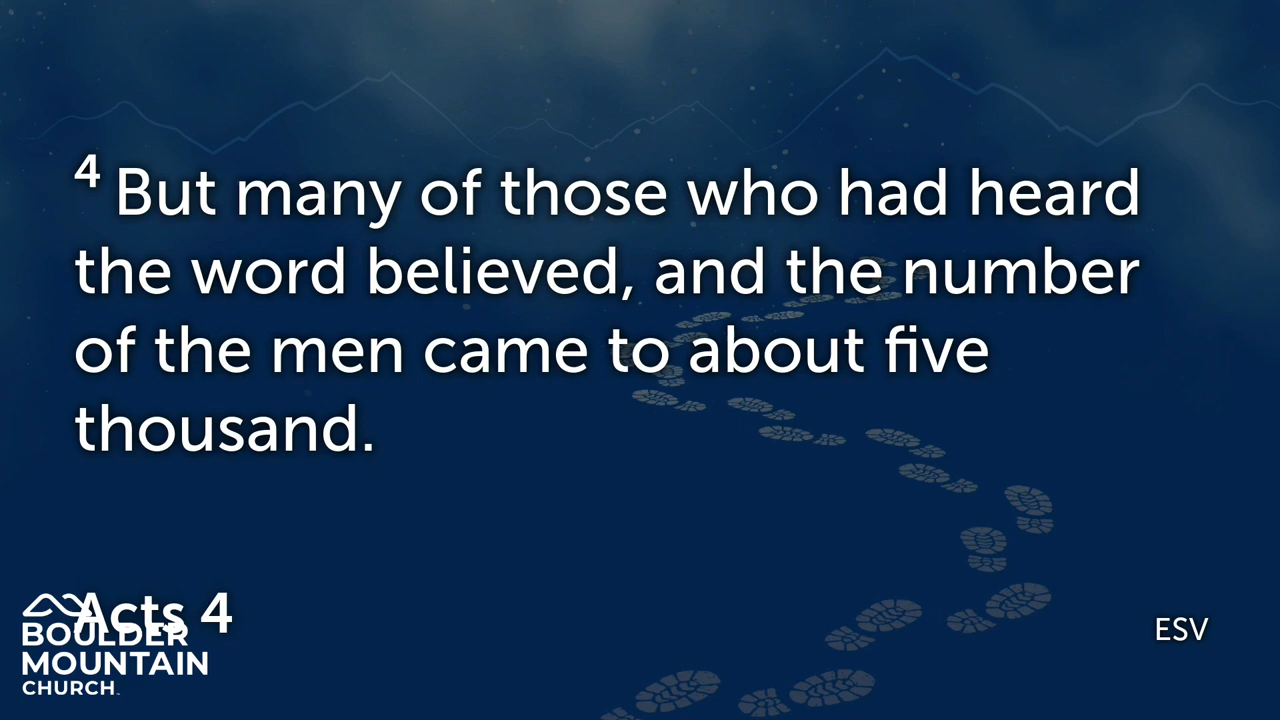 4 But many of those who had heard
the word believed, and the number
of the men came to about five
thousand.
Acts 4
BOULDER
MOUNTAIN
CHURCH
ESV